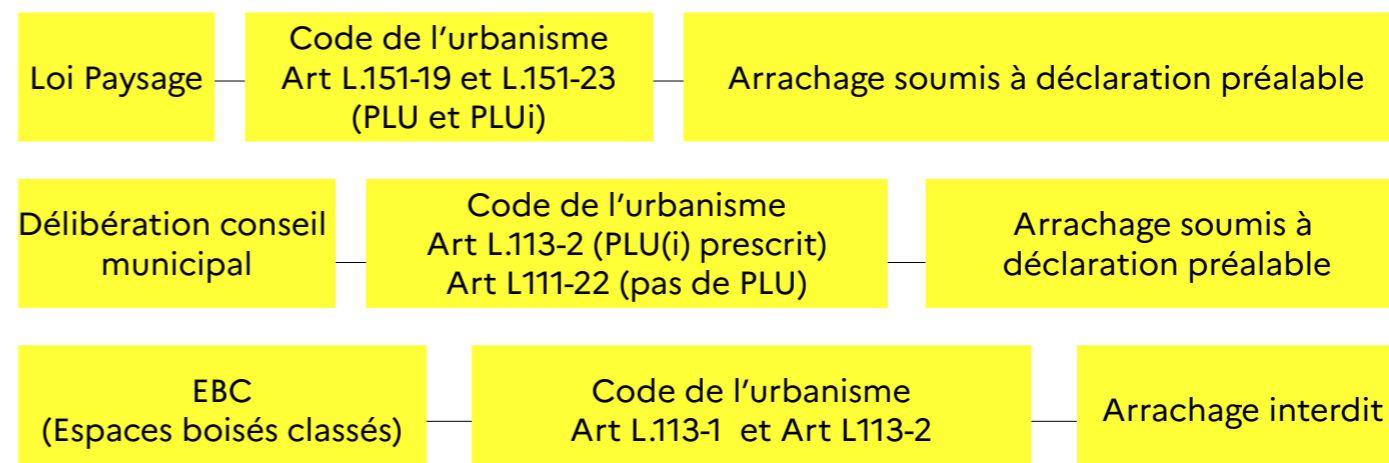 Loi Paysage
Code de l'urbanisme
Art L.151-19 et L.151-23
(PLU et PLUi)
Arrachage soumis à déclaration préalable
Délibération conseil
municipal
Code de l'urbanisme
Art L.113-2 (PLU(i) prescrit)
Art L111-22 (pas de PLU)
Arrachage soumis à
déclaration préalable
EBC
(Espaces boisés classés)
Code de l'urbanisme
Art L.113-1 et Art L113-2
Arrachage interdit